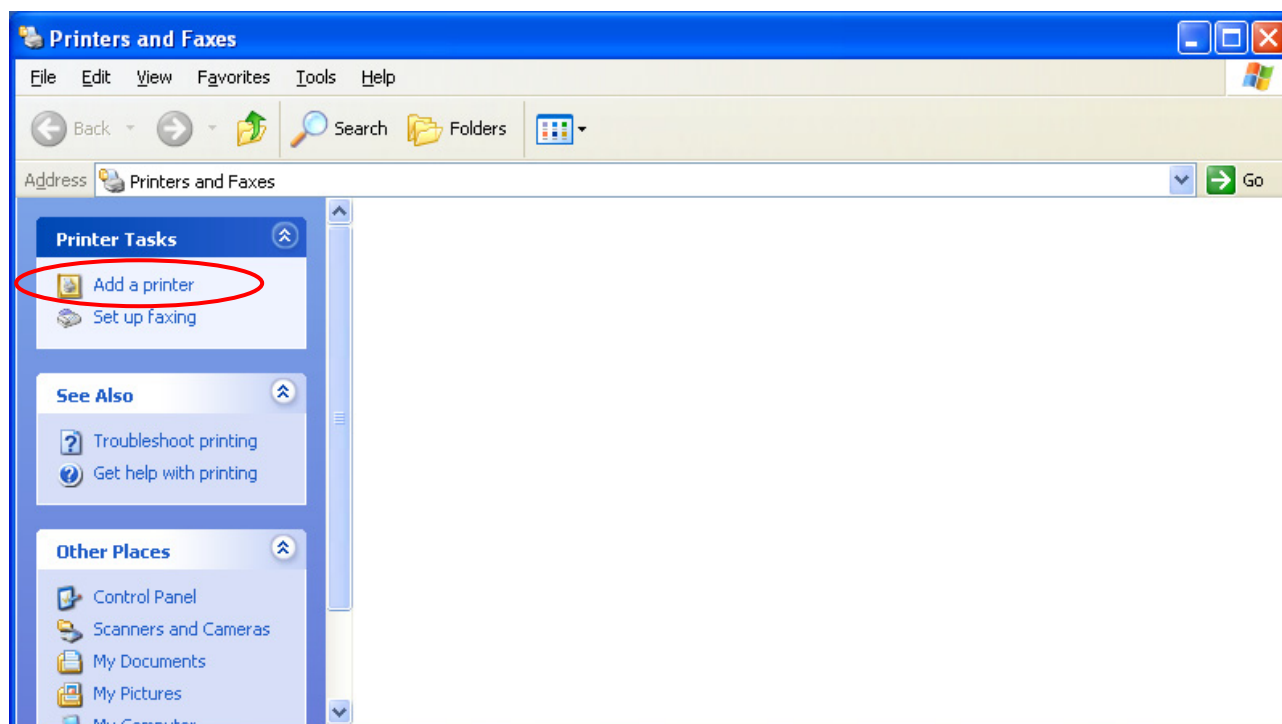 Printers and Faxes
File Edit View Favorites Tools Help
Back Search Folders
Address Printers and Faxes Go
Printer Tasks
Add a printer
Set up faxing
See Also
Troubleshoot printing
Get help with printing
Other Places
Control Panel
Scanners and Cameras
My Documents
My Pictures
My Computer